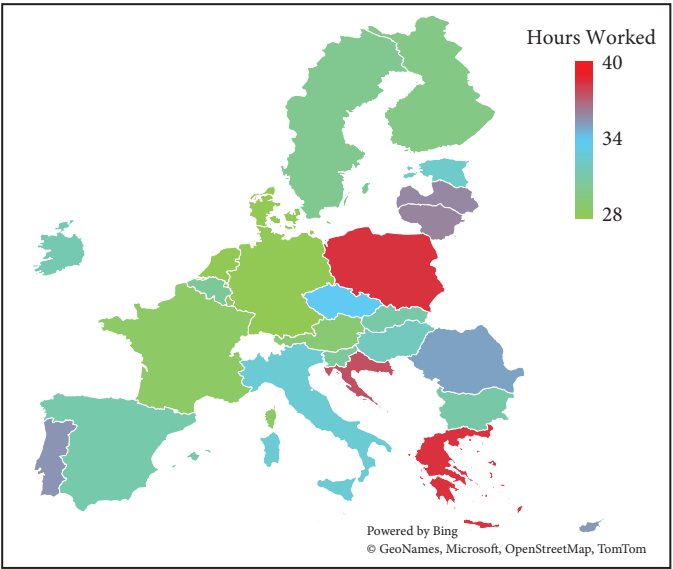 Hours Worked
40
34
28
Powered by Bing
© GeoNames, Microsoft, OpenStreetMap, TomTom